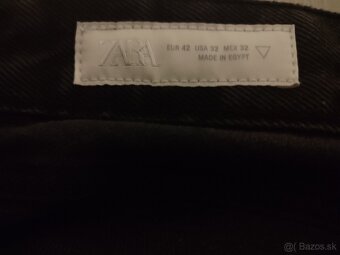 ZARA
EUR 42 USA 32 MEX 32
MADE IN EGYPT
© Bazos.sk